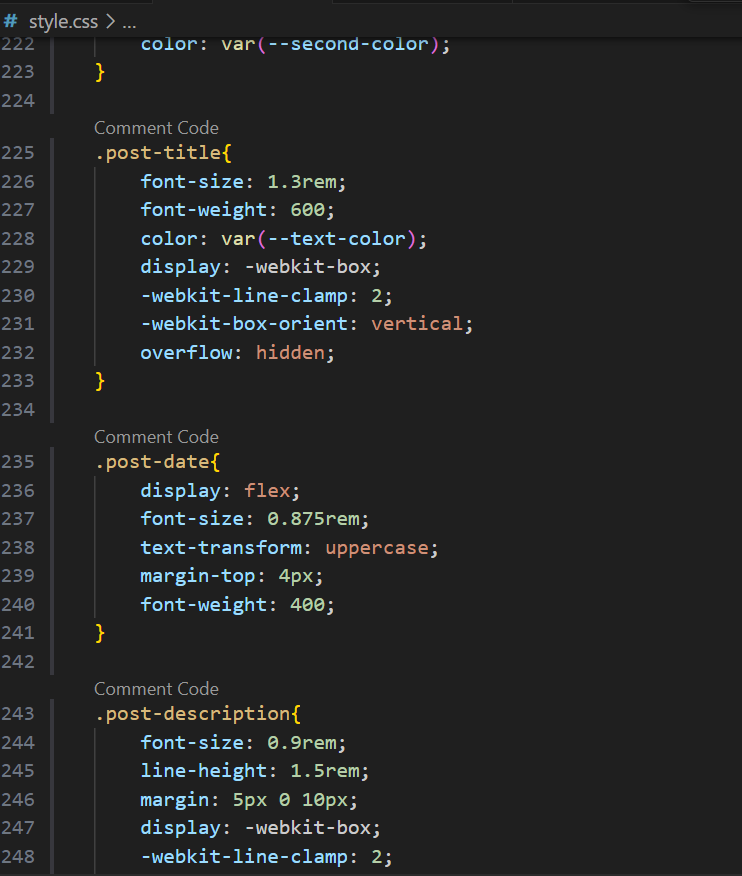 # style.css > ...
222 color: var(--second-color);
223 }
224
Comment Code
225 .post-title{
226 font-size: 1.3rem;
227 font-weight: 600;
228 color: var(--text-color);
229 display: -webkit-box;
230 -webkit-line-clamp: 2;
231 -webkit-box-orient: vertical;
232 overflow: hidden;
233 }
234
Comment Code
235 .post-date{
236 display: flex;
237 font-size: 0.875rem;
238 text-transform: uppercase;
239 margin-top: 4px;
240 font-weight: 400;
241 }
242
Comment Code
243 .post-description{
244 font-size: 0.9rem;
245 line-height: 1.5rem;
246 margin: 5px 0 10px;
247 display: -webkit-box;
248 -webkit-line-clamp: 2;